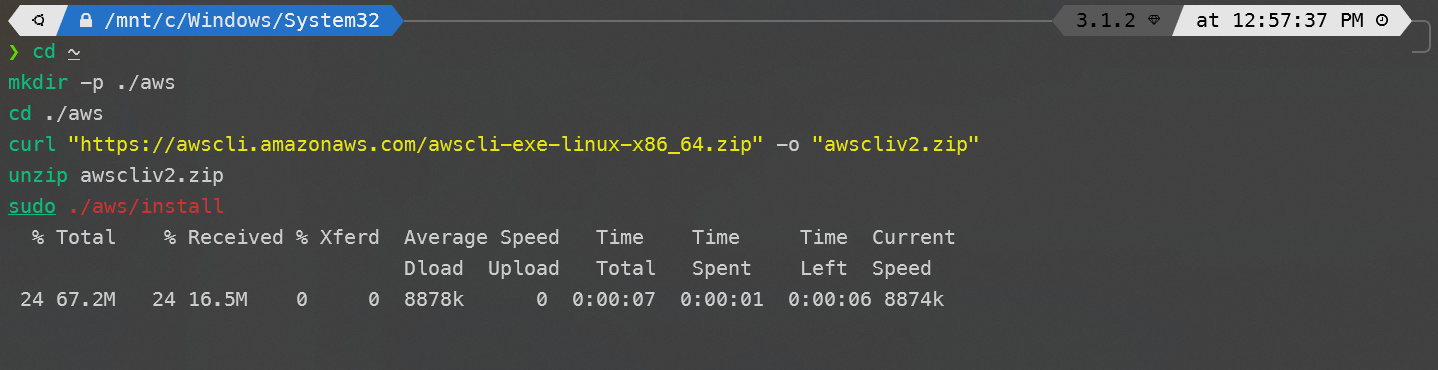 /mnt/c/Windows/System32 3.1.2 at 12:57:37 PM
❯ cd ~
mkdir -p ./aws
cd ./aws
curl "https://awscli.amazonaws.com/awscli-exe-linux-x86_64.zip" -o "awscliv2.zip"
unzip awscliv2.zip
sudo ./aws/install
% Total % Received % Xferd Average Speed Time Time Time Current
Dload Upload Total Spent Left Speed
24 67.2M 24 16.5M 0 0 8878k 0 0:00:07 0:00:01 0:00:06 8874k